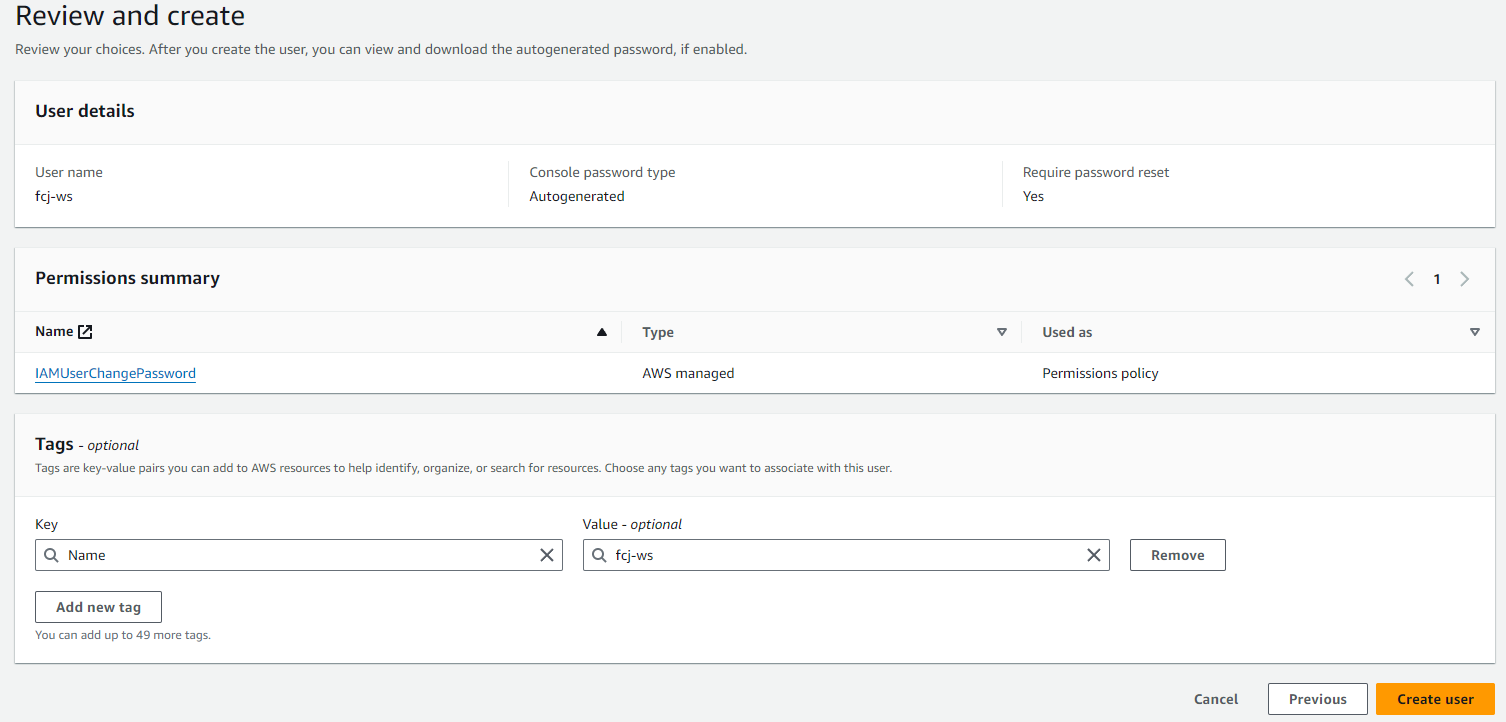 Review and create
Review your choices. After you create the user, you can view and download the autogenerated password, if enabled.
User details
User name
Console password type
Require password reset
fcj-ws
Autogenerated
Yes
Permissions summary
1
Name
Type
Used as
IAMUserChangePassword
AWS managed
Permissions policy
Tags - optional
Tags are key-value pairs you can add to AWS resources to help identify, organize, or search for resources. Choose any tags you want to associate with this user.
Key
Value - optional
Name
fcj-ws
Remove
Add new tag
You can add up to 49 more tags.
Cancel
Previous
Create user